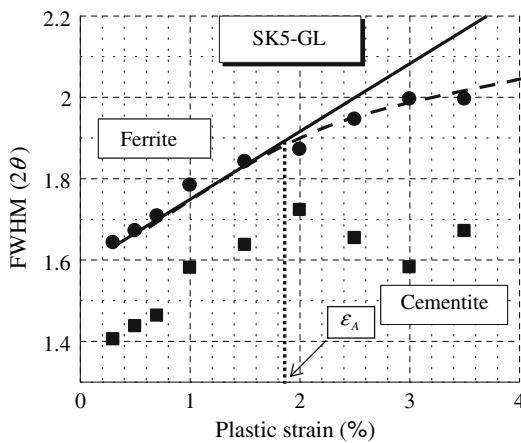 2.2
SK5-GL
2
Ferrite
1.8
FWHM (2θ)
1.6
Cementite
ε_A
1.4
0 1 2 3 4
Plastic strain (%)